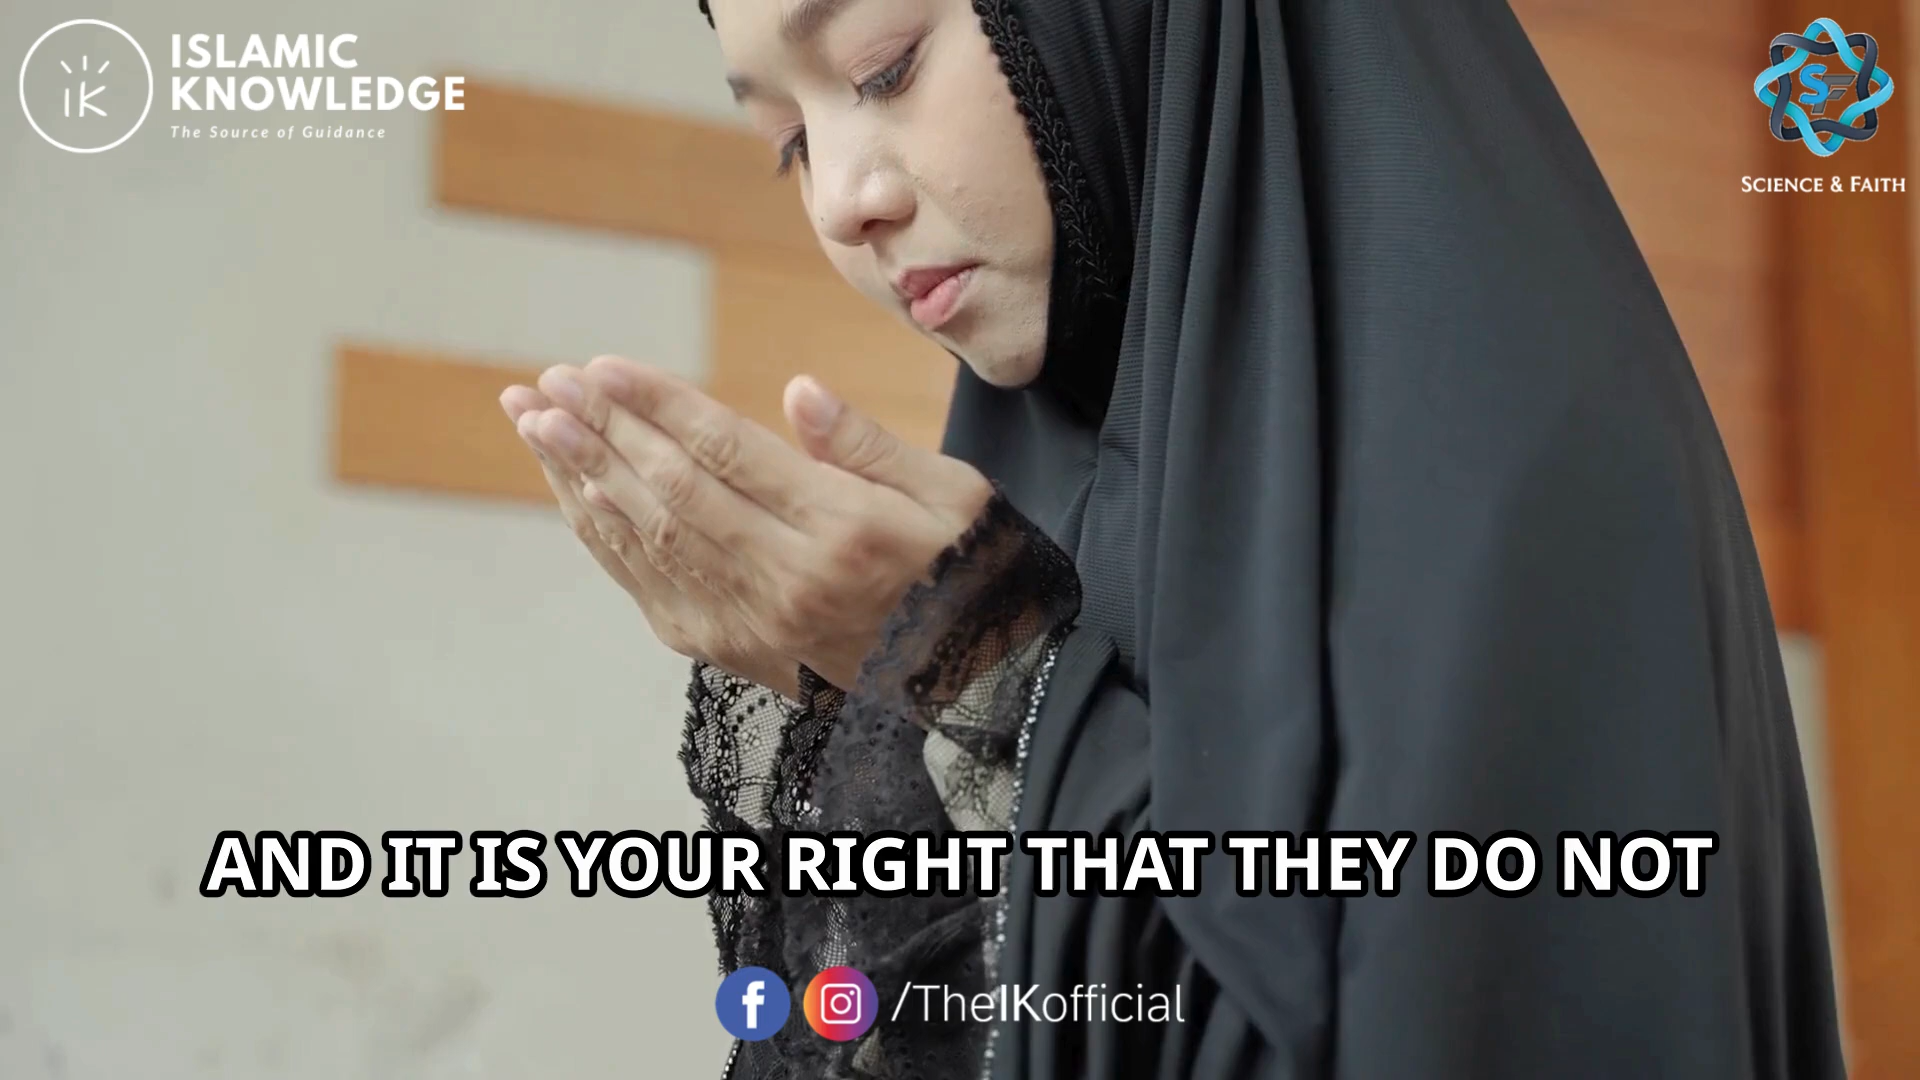 ISLAMIC
KNOWLEDGE
The Source of Guidance
iK
SF
SCIENCE & FAITH
AND IT IS YOUR RIGHT THAT THEY DO NOT
f
/TheIKofficial